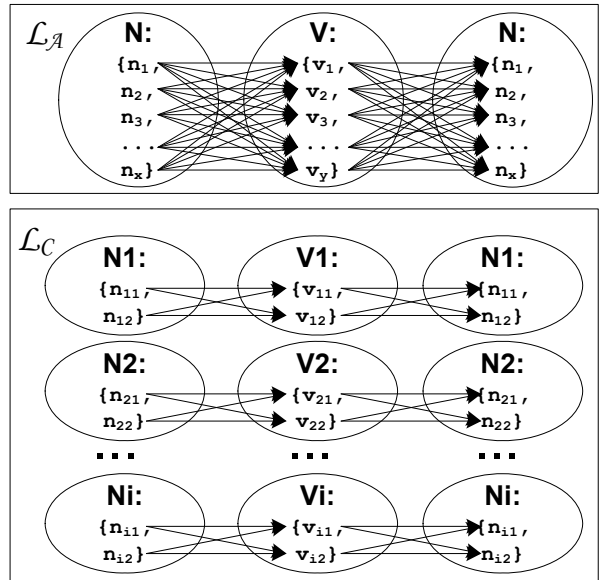 ℒ𝒜
N: V: N:
{n₁, {v₁, {n₁,
n₂, v₂, n₂,
n₃, v₃, n₃,
... ... ...
nₓ} v_y} nₓ}
ℒ𝒞
N1: V1: N1:
{n₁₁, {v₁₁, {n₁₁,
n₁₂} v₁₂} n₁₂}
N2: V2: N2:
{n₂₁, {v₂₁, {n₂₁,
n₂₂} v₂₂} n₂₂}
... ... ...
Ni: Vi: Ni:
{nᵢ₁, {vᵢ₁, {nᵢ₁,
nᵢ₂} vᵢ₂} nᵢ₂}